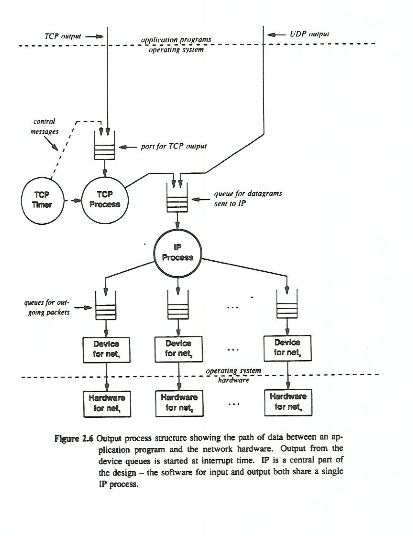 TCP output
UDP output
application programs
operating system
control
messages
port for TCP output
TCP
Timer
TCP
Process
queue for datagrams
sent to IP
IP
Process
queues for out-
going packets
...
Device
for net
Device
for net
...
Device
for net
operating system
hardware
Hardware
for net
Hardware
for net
...
Hardware
for net
Figure 2.6 Output process structure showing the path of data between an ap-
plication program and the network hardware. Output from the
device queues is started at interrupt time. IP is a central part of
the design – the software for input and output both share a single
IP process.